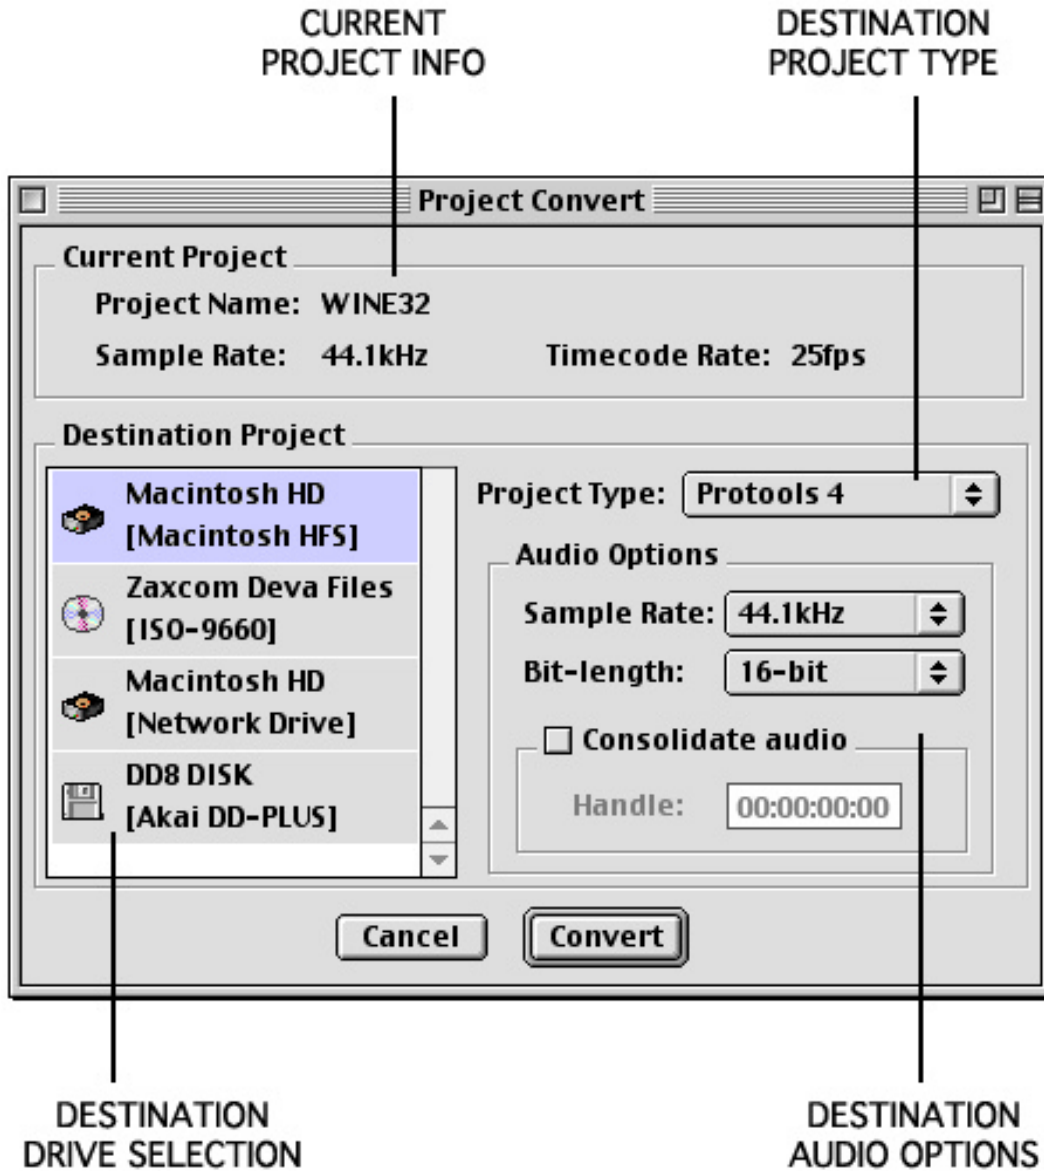 CURRENT
PROJECT INFO
DESTINATION
PROJECT TYPE
Project Convert
Current Project
Project Name: WINE32
Sample Rate: 44.1kHz
Timecode Rate: 25fps
Destination Project
Macintosh HD
[Macintosh HFS]
Zaxcom Deva Files
[ISO-9660]
Macintosh HD
[Network Drive]
DD8 DISK
[Akai DD-PLUS]
Project Type: Protools 4
Audio Options
Sample Rate: 44.1kHz
Bit-length: 16-bit
Consolidate audio
Handle: 00:00:00:00
Cancel
Convert
DESTINATION
DRIVE SELECTION
DESTINATION
AUDIO OPTIONS